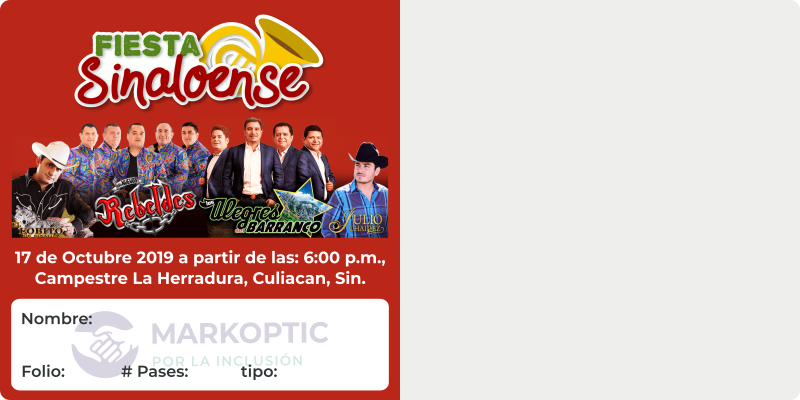 FIESTA
Sinaloense
Rebeldes
los Alegres
del BARRANCO
JULIO
CHAIDEZ
17 de Octubre 2019 a partir de las: 6:00 p.m.,
Campestre La Herradura, Culiacan, Sin.
Nombre:
MARKOPTIC
POR LA INCLUSIÓN
Folio: # Pases: tipo: